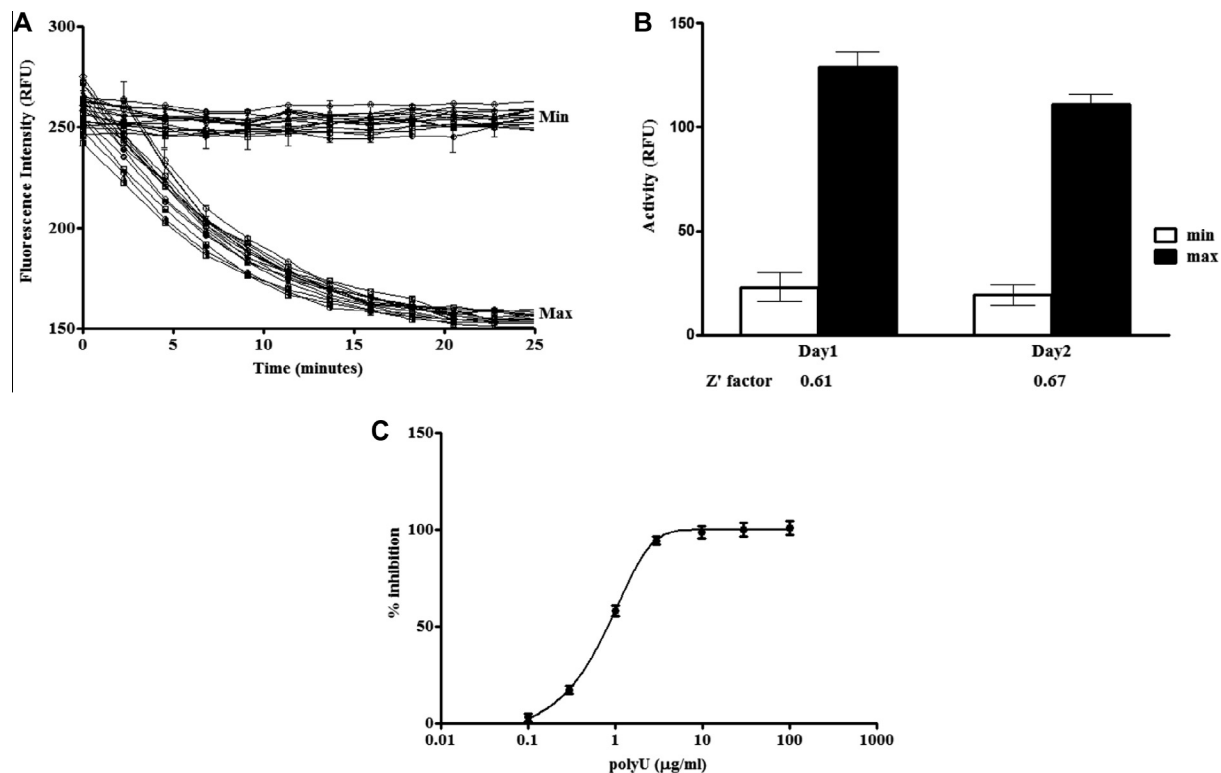 A
Fluorescence Intensity (RFU)
300
250
200
150
Min
Max
0 5 10 15 20 25
Time (minutes)
B
Activity (RFU)
150
100
50
0
min
max
Day1 Day2
Z' factor 0.61 0.67
C
% inhibition
150
100
50
0
0.01 0.1 1 10 100 1000
polyU (μg/ml)